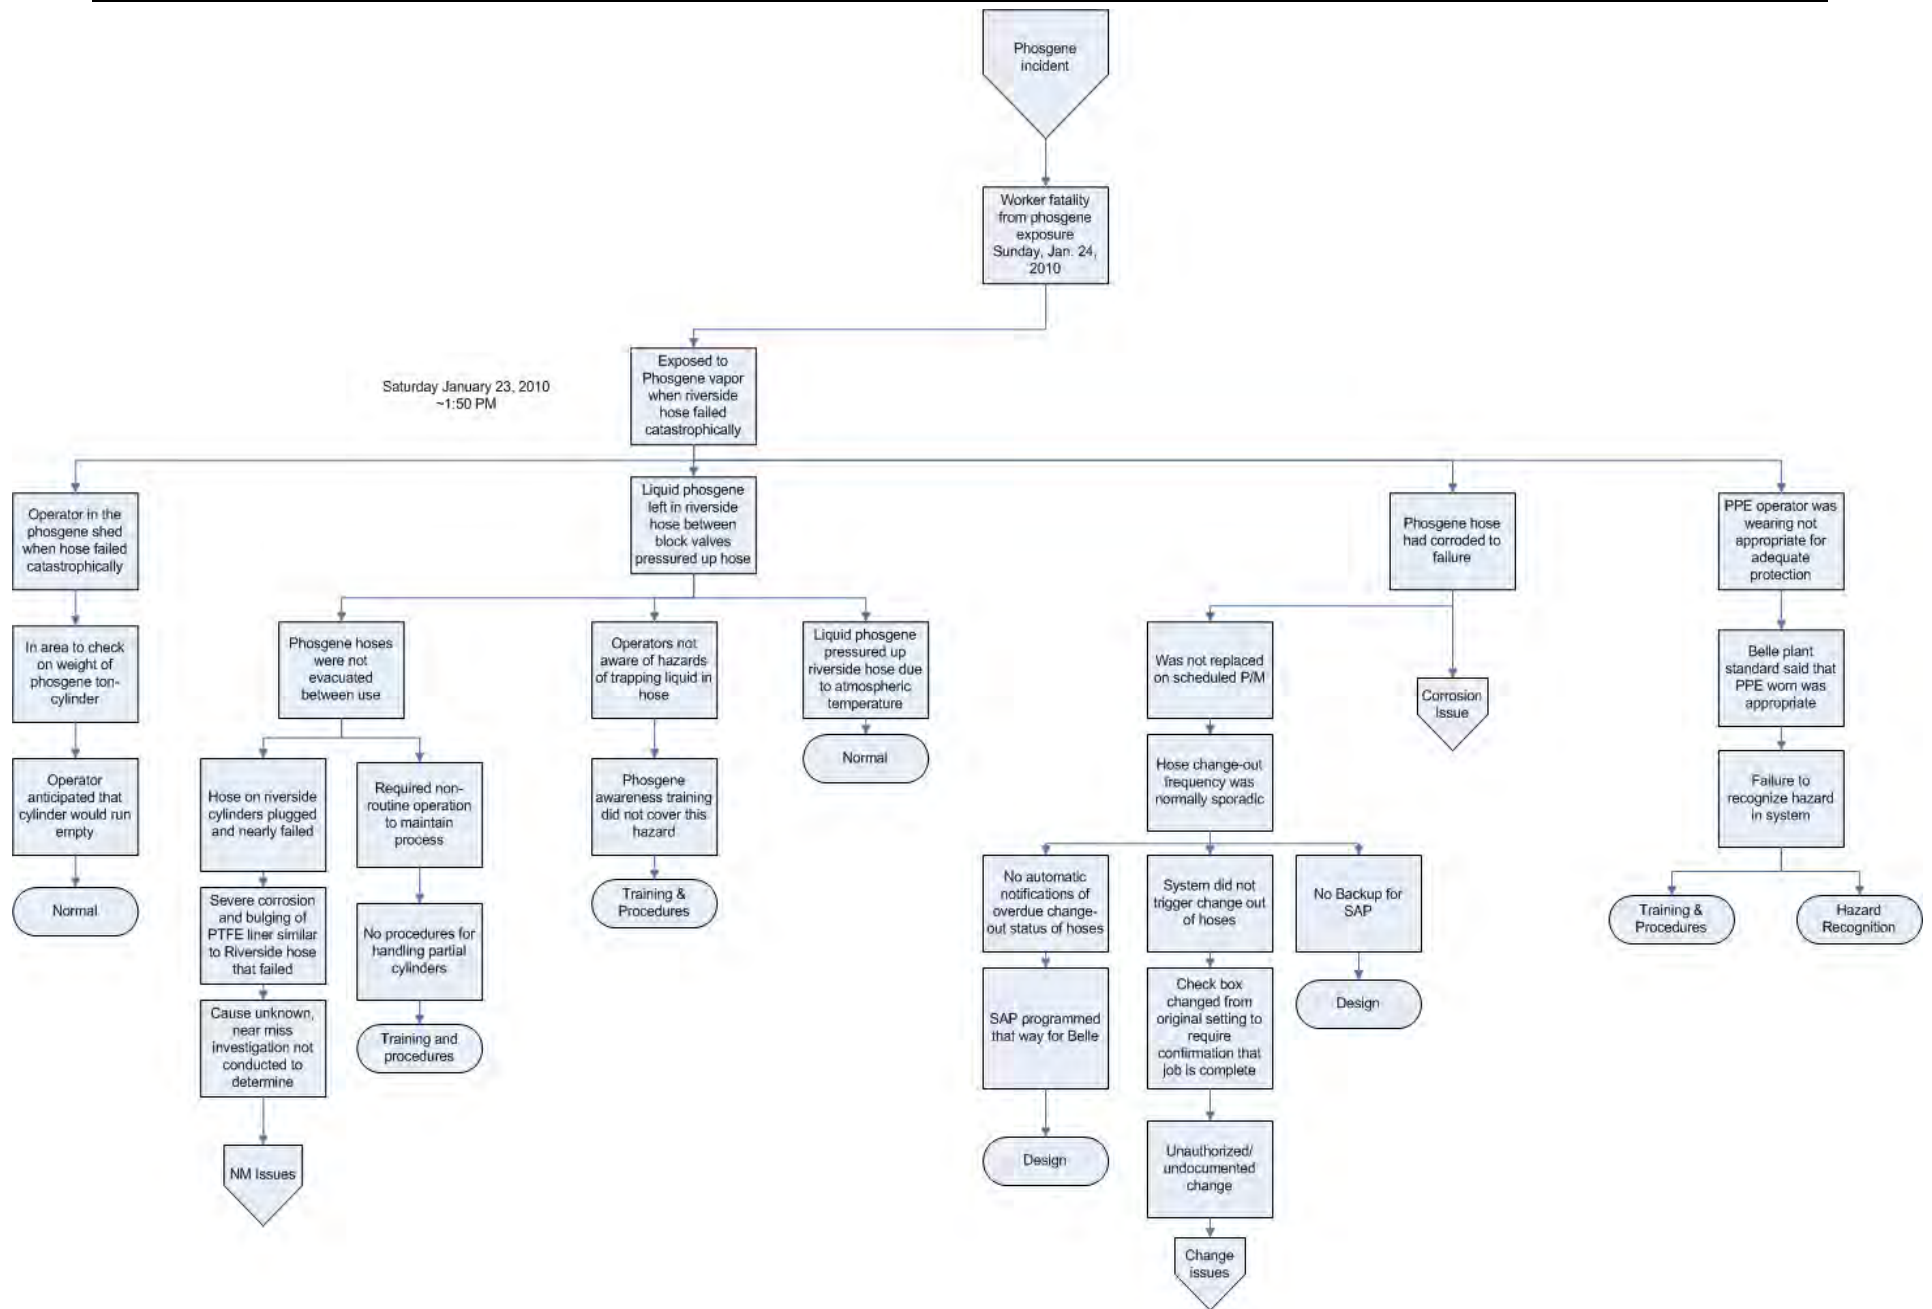 Phosgene
incident
Worker fatality
from phosgene
exposure
Sunday, Jan. 24,
2010
Saturday January 23, 2010
~1:50 PM
Exposed to
Phosgene vapor
when riverside
hose failed
catastrophically
Operator in the
phosgene shed
when hose failed
catastrophically
Liquid phosgene
left in riverside
hose between
block valves
pressured up hose
Phosgene hose
had corroded to
failure
PPE operator was
wearing not
appropriate for
adequate
protection
In area to check
on weight of
phosgene ton-
cylinder
Phosgene hoses
were not
evacuated
between use
Operators not
aware of hazards
of trapping liquid in
hose
Liquid phosgene
pressured up
riverside hose due
to atmospheric
temperature
Was not replaced
on scheduled P/M
Corrosion
Issue
Belle plant
standard said that
PPE worn was
appropriate
Operator
anticipated that
cylinder would run
empty
Hose on riverside
cylinders plugged
and nearly failed
Required non-
routine operation
to maintain
process
Phosgene
awareness training
did not cover this
hazard
Normal
Hose change-out
frequency was
normally sporadic
Failure to
recognize hazard
in system
Normal
Severe corrosion
and bulging of
PTFE liner similar
to Riverside hose
that failed
No procedures for
handling partial
cylinders
Training &
Procedures
No automatic
notifications of
overdue change-
out status of hoses
System did not
trigger change out
of hoses
No Backup for
SAP
Training &
Procedures
Hazard
Recognition
Cause unknown,
near miss
investigation not
conducted to
determine
Training and
procedures
SAP programmed
that way for Belle
Check box
changed from
original setting to
require
confirmation that
job is complete
Design
NM Issues
Design
Unauthorized/
undocumented
change
Change
issues